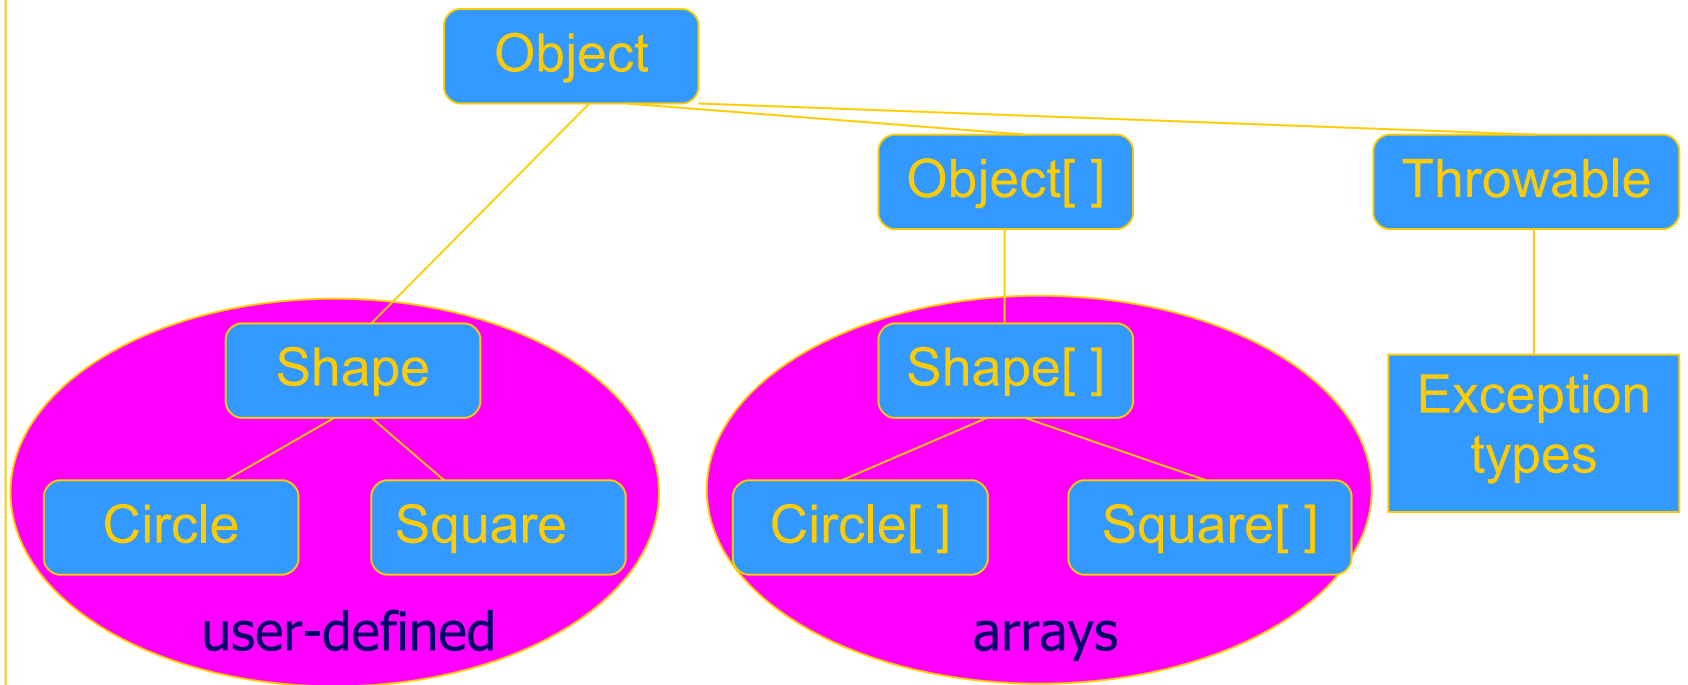 Object
Object[ ]
Throwable
Shape
Shape[ ]
Exception
types
Circle
Square
Circle[ ]
Square[ ]
user-defined
arrays